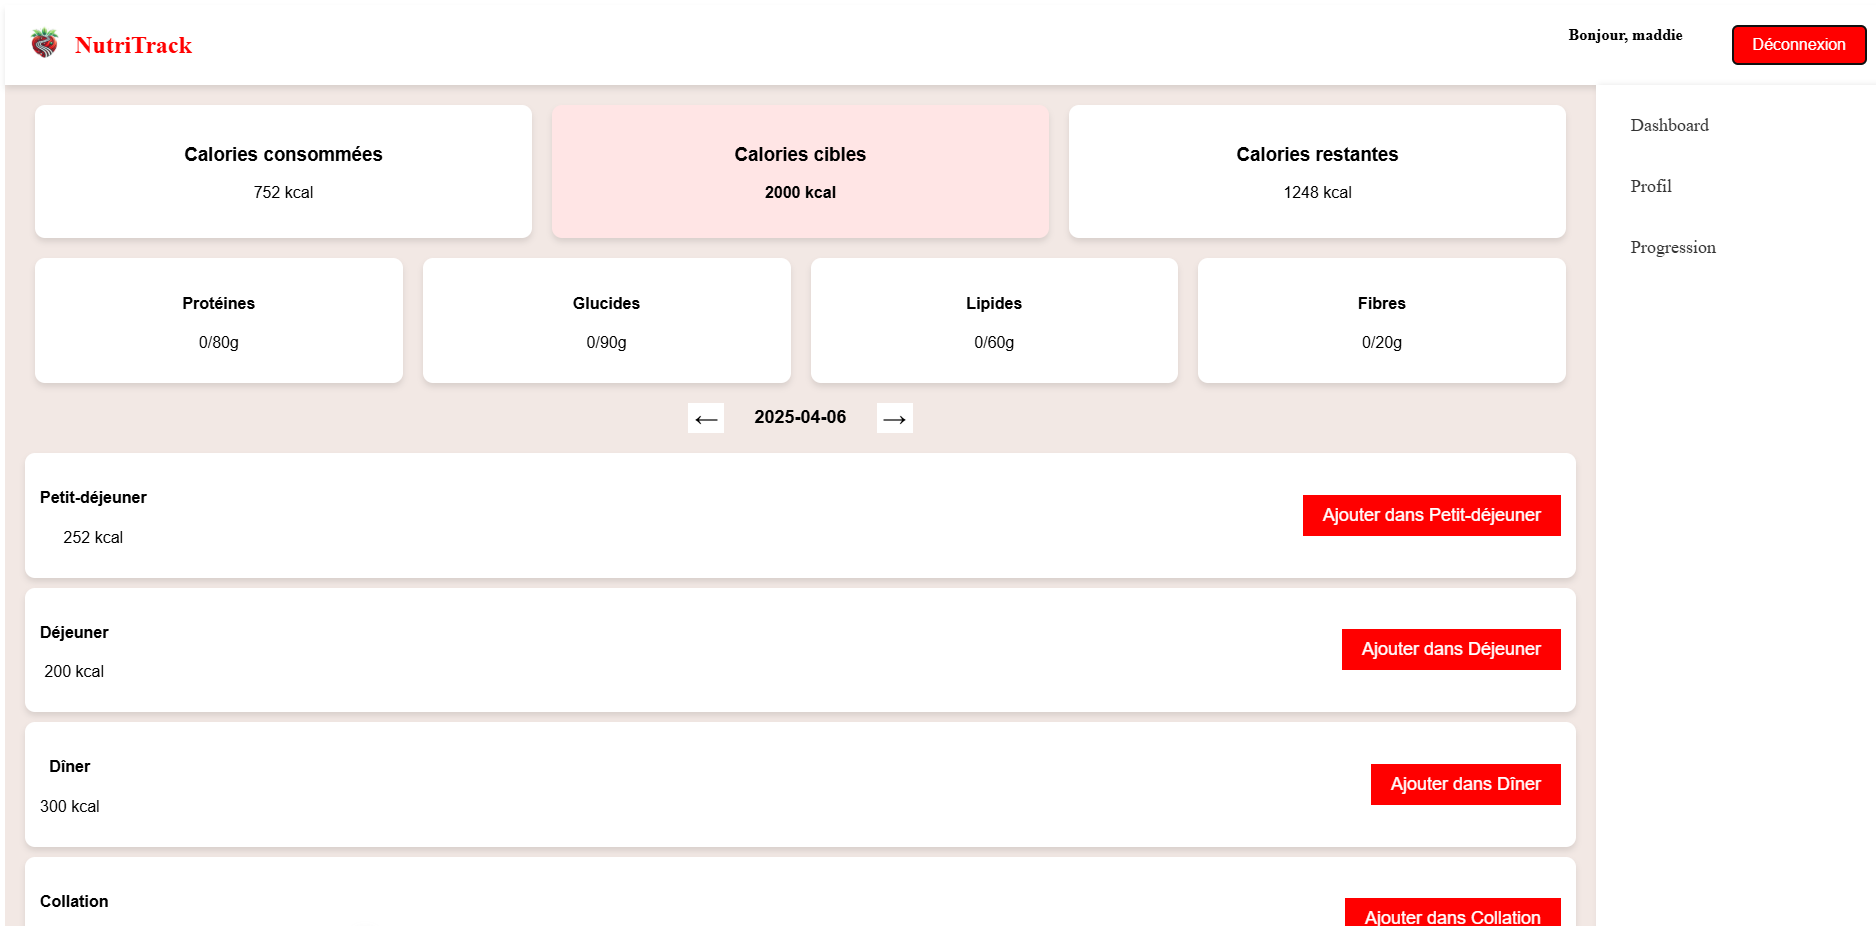 NutriTrack
Bonjour, maddie
Déconnexion
Calories consommées
752 kcal
Calories cibles
2000 kcal
Calories restantes
1248 kcal
Dashboard
Profil
Progression
Protéines
0/80g
Glucides
0/90g
Lipides
0/60g
Fibres
0/20g
← 2025-04-06 →
Petit-déjeuner
252 kcal
Ajouter dans Petit-déjeuner
Déjeuner
200 kcal
Ajouter dans Déjeuner
Dîner
300 kcal
Ajouter dans Dîner
Collation
Ajouter dans Collation